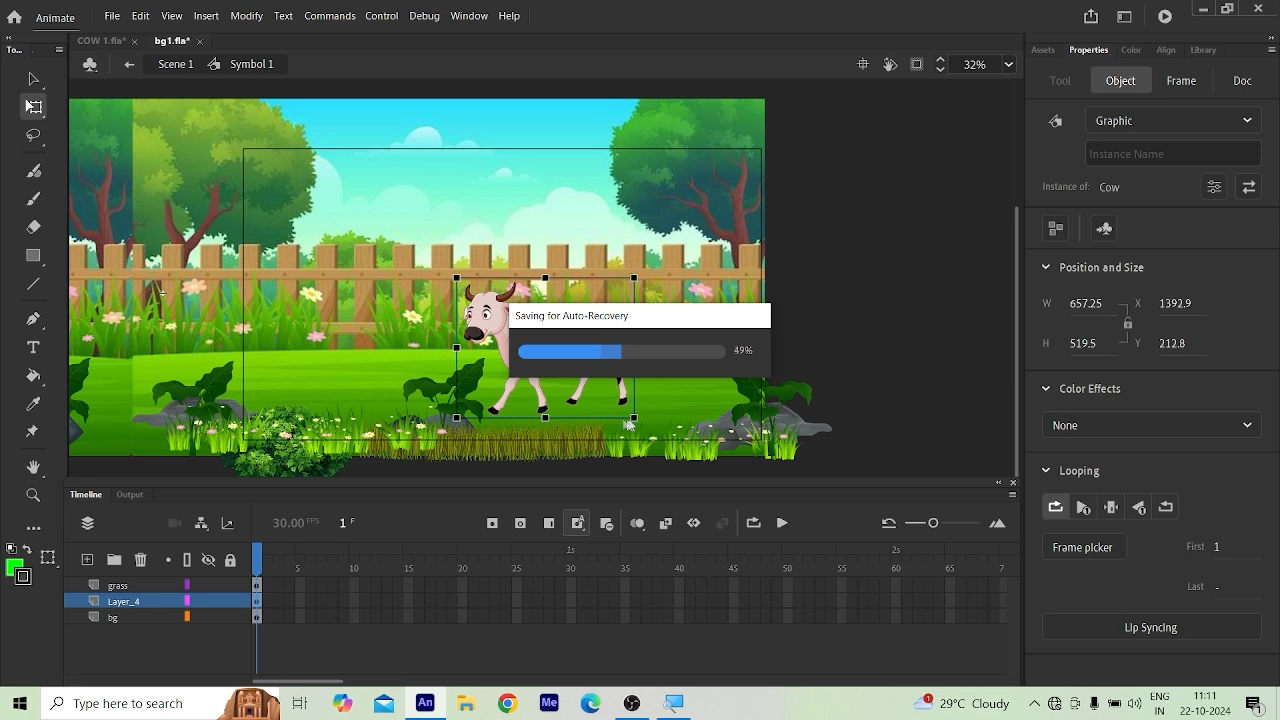 Animate File Edit View Insert Modify Text Commands Control Debug Window Help
COW 1.fla* bg1.fla*
To...
Scene 1 Symbol 1 32%
Assets Properties Color Align Library
Tool Object Frame Doc
Graphic
Instance Name
Instance of: Cow
Position and Size
W 657.25 X 1392.9
H 519.5 Y 212.8
Saving for Auto-Recovery
49%
Color Effects
None
Looping
Frame picker First 1
Last -
Lip Syncing
Timeline Output
30.00 FPS 1 F
1s 2s
5 10 15 20 25 30 35 40 45 50 55 60 65 7
grass
Layer_4
bg
Type here to search
An Me
1 29°C Cloudy
ENG 11:11
IN 22-10-2024